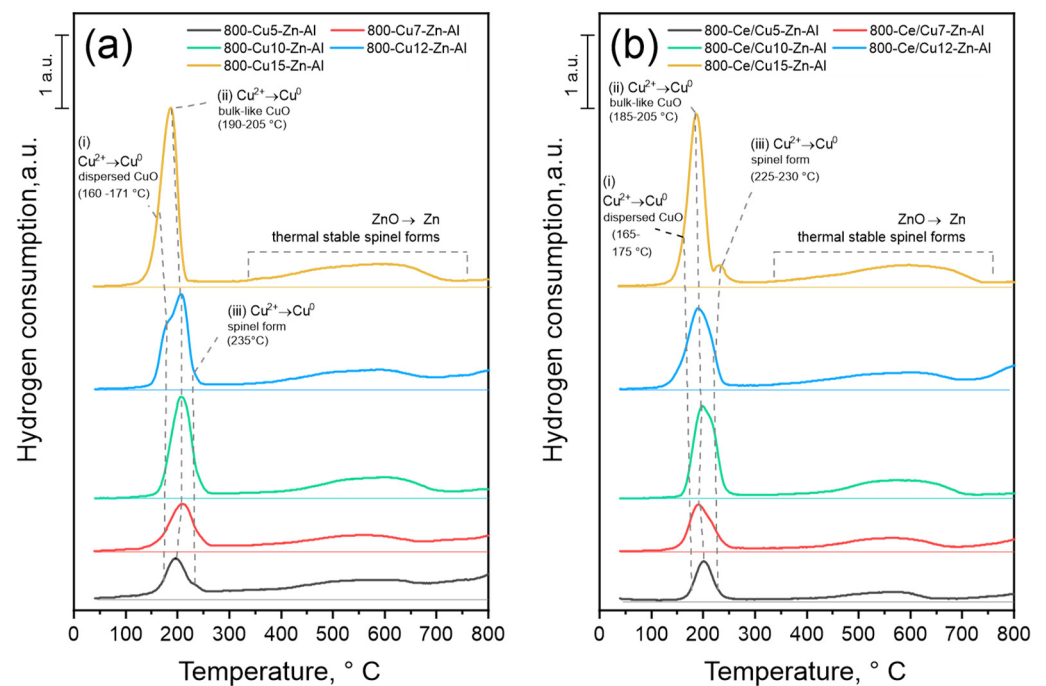 (a)
800-Cu5-Zn-Al 800-Cu7-Zn-Al
800-Cu10-Zn-Al 800-Cu12-Zn-Al
800-Cu15-Zn-Al
1 a.u.
(ii) Cu²⁺→Cu⁰
bulk-like CuO
(190-205 °C)
(i)
Cu²⁺→Cu⁰
dispersed CuO
(160 -171 °C)
ZnO → Zn
thermal stable spinel forms
(iii) Cu²⁺→Cu⁰
spinel form
(235°C)
Hydrogen consumption,a.u.
0 100 200 300 400 500 600 700 800
Temperature, ° C
(b)
800-Ce/Cu5-Zn-Al 800-Ce/Cu7-Zn-Al
800-Ce/Cu10-Zn-Al 800-Ce/Cu12-Zn-Al
800-Ce/Cu15-Zn-Al
1 a.u.
(ii) Cu²⁺→Cu⁰
bulk-like CuO
(185-205 °C)
(iii) Cu²⁺→Cu⁰
spinel form
(225-230 °C)
(i)
Cu²⁺→Cu⁰
dispersed CuO
(165-
175 °C)
ZnO → Zn
thermal stable spinel forms
Hydrogen consumption,a.u.
0 100 200 300 400 500 600 700 800
Temperature, ° C